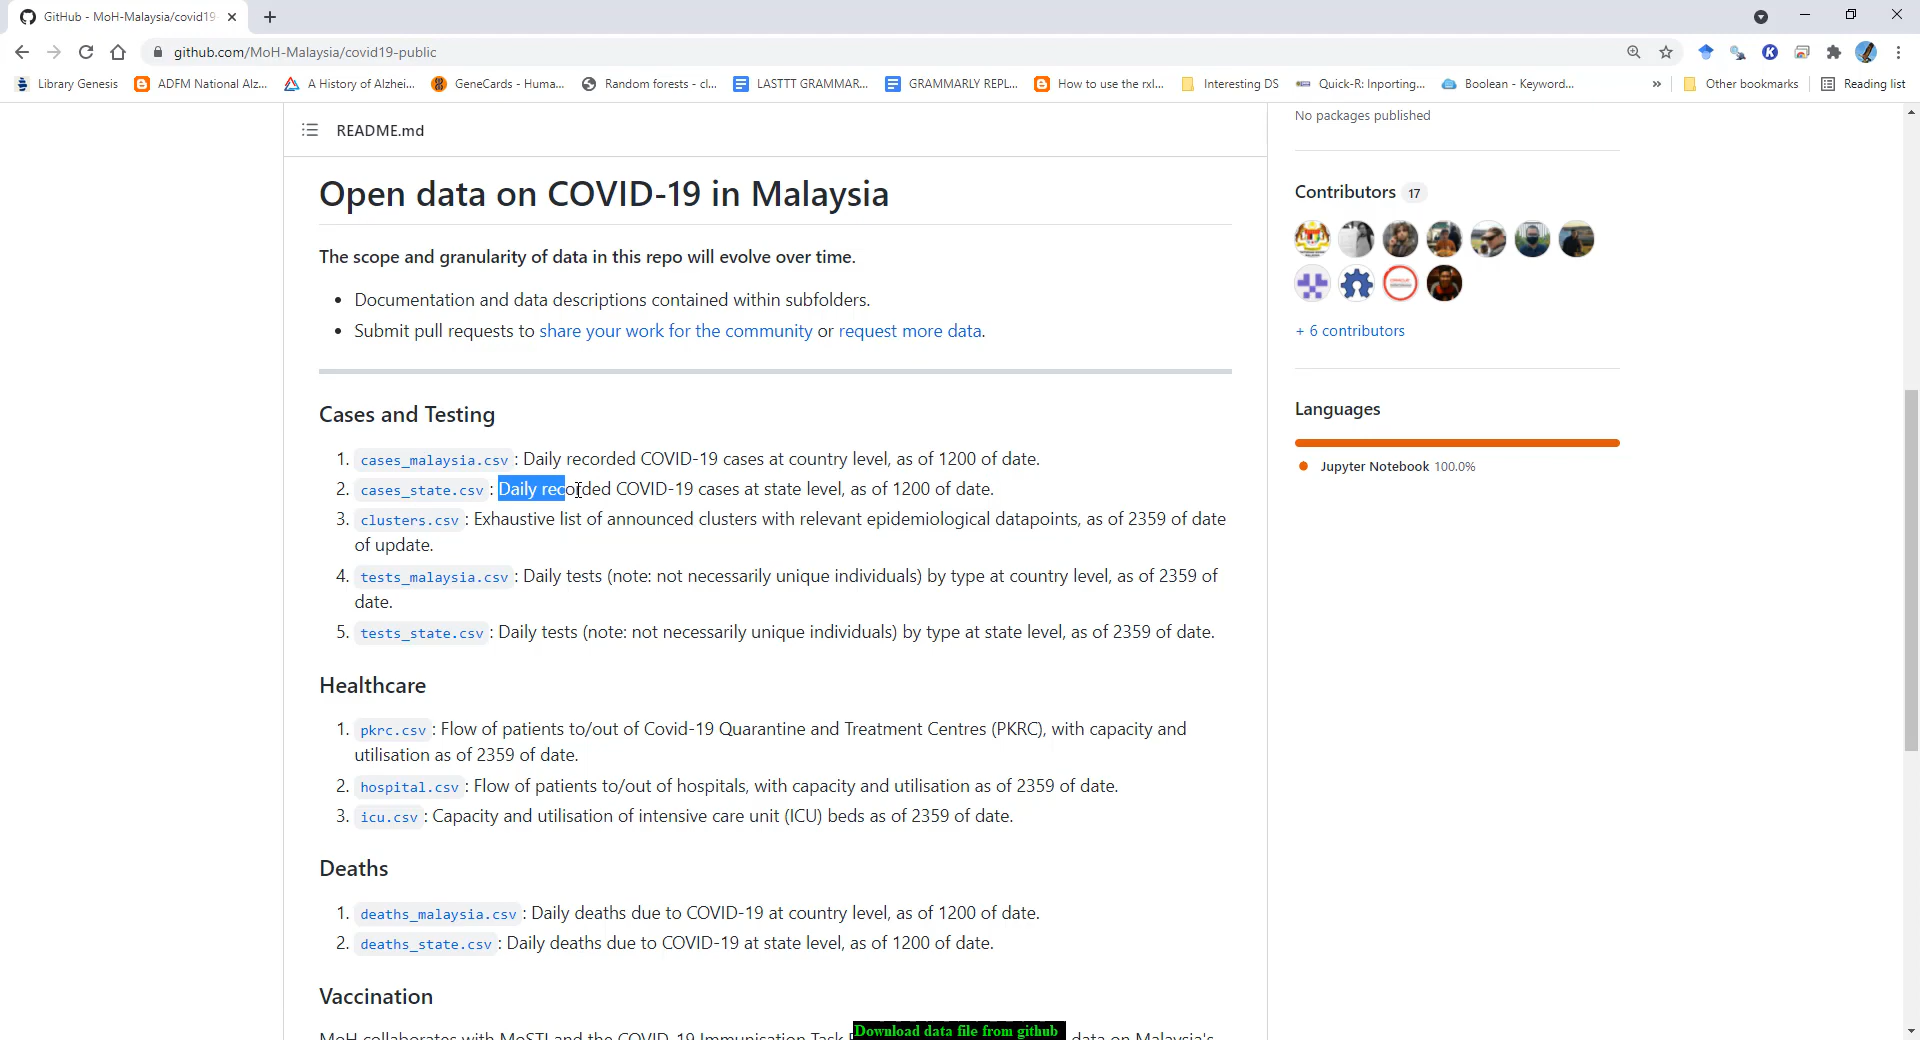 GitHub - MoH-Malaysia/covid19-
github.com/MoH-Malaysia/covid19-public
Library Genesis
ADFM National Alz...
A History of Alzhei...
GeneCards - Huma...
Random forests - cl...
LASTTT GRAMMAR...
GRAMMARLY REPL...
How to use the rxl...
Interesting DS
Quick-R: Inporting...
Boolean - Keyword...
»
Other bookmarks
Reading list
README.md
Open data on COVID-19 in Malaysia
The scope and granularity of data in this repo will evolve over time.
• Documentation and data descriptions contained within subfolders.
• Submit pull requests to share your work for the community or request more data.
Cases and Testing
1. cases_malaysia.csv : Daily recorded COVID-19 cases at country level, as of 1200 of date.
2. cases_state.csv : Daily recorded COVID-19 cases at state level, as of 1200 of date.
3. clusters.csv : Exhaustive list of announced clusters with relevant epidemiological datapoints, as of 2359 of date
of update.
4. tests_malaysia.csv : Daily tests (note: not necessarily unique individuals) by type at country level, as of 2359 of
date.
5. tests_state.csv : Daily tests (note: not necessarily unique individuals) by type at state level, as of 2359 of date.
Healthcare
1. pkrc.csv : Flow of patients to/out of Covid-19 Quarantine and Treatment Centres (PKRC), with capacity and
utilisation as of 2359 of date.
2. hospital.csv : Flow of patients to/out of hospitals, with capacity and utilisation as of 2359 of date.
3. icu.csv : Capacity and utilisation of intensive care unit (ICU) beds as of 2359 of date.
Deaths
1. deaths_malaysia.csv : Daily deaths due to COVID-19 at country level, as of 1200 of date.
2. deaths_state.csv : Daily deaths due to COVID-19 at state level, as of 1200 of date.
Vaccination
MoH collaborates with MoSTI and the COVID-19 Immunisation Task
data on Malaysia's
Download data file from github
No packages published
Contributors 17
+ 6 contributors
Languages
Jupyter Notebook 100.0%